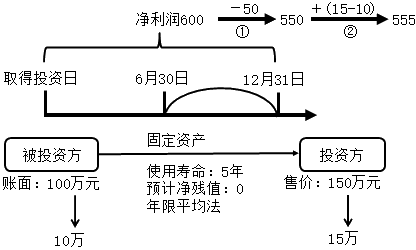 净利润600 －50 550 ＋(15-10) 555
① ②
取得投资日 6月30日 12月31日
固定资产
被投资方 投资方
账面：100万元 使用寿命：5年 售价：150万元
预计净残值：0
年限平均法
10万 15万